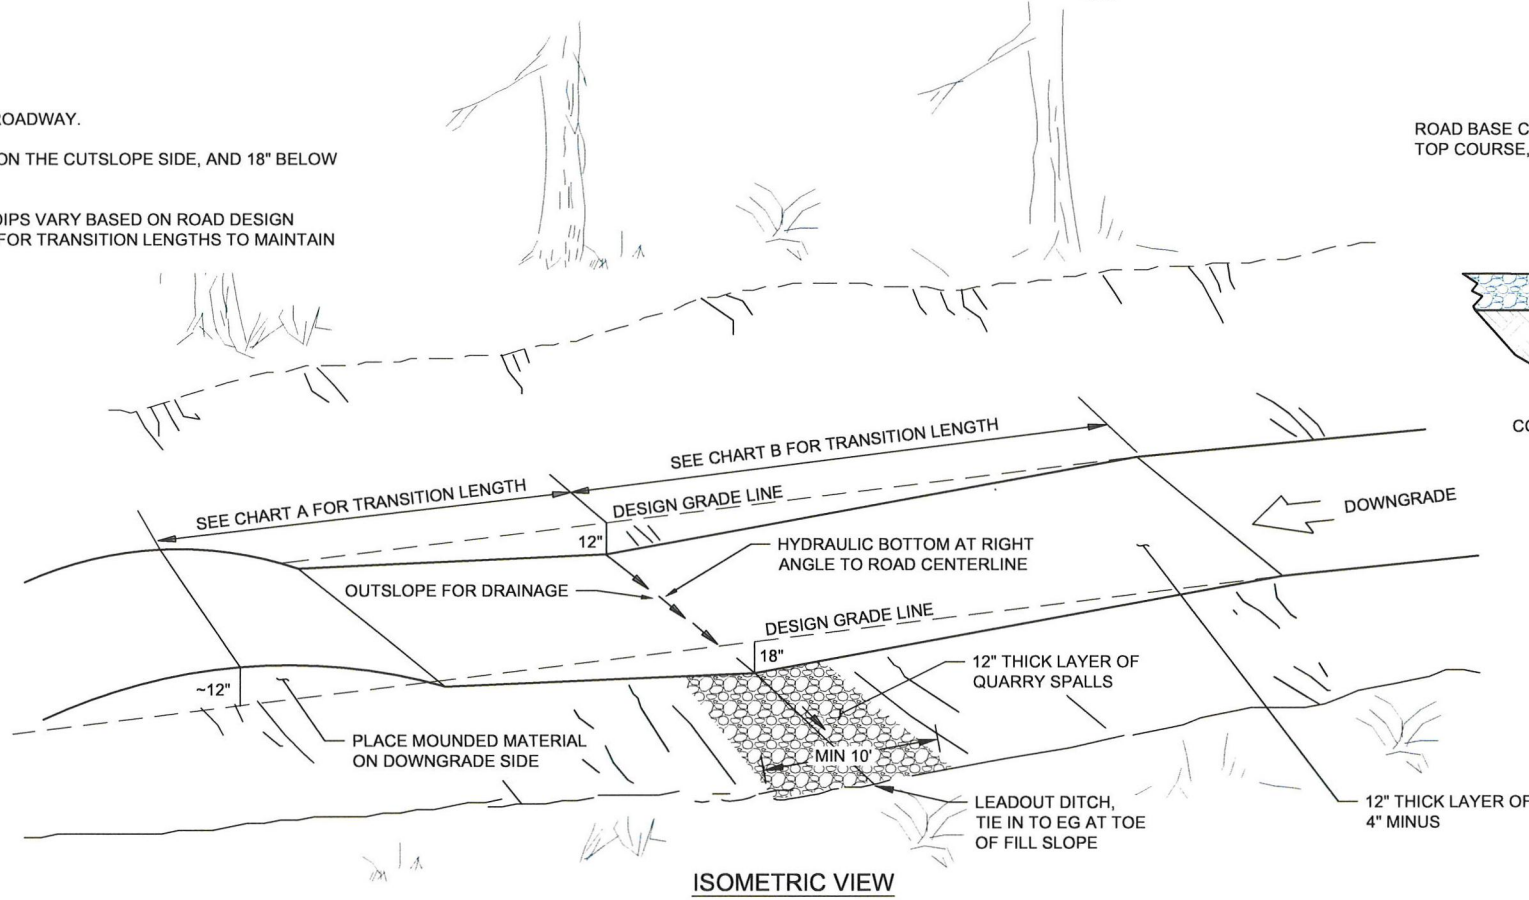 ROADWAY.
ON THE CUTSLOPE SIDE, AND 18" BELOW
DIPS VARY BASED ON ROAD DESIGN
FOR TRANSITION LENGTHS TO MAINTAIN
ROAD BASE C
TOP COURSE,
CO
SEE CHART B FOR TRANSITION LENGTH
SEE CHART A FOR TRANSITION LENGTH
DESIGN GRADE LINE
DOWNGRADE
12"
HYDRAULIC BOTTOM AT RIGHT
ANGLE TO ROAD CENTERLINE
OUTSLOPE FOR DRAINAGE
DESIGN GRADE LINE
18"
12" THICK LAYER OF
QUARRY SPALLS
~12"
PLACE MOUNDED MATERIAL
ON DOWNGRADE SIDE
MIN 10'
LEADOUT DITCH,
TIE IN TO EG AT TOE
OF FILL SLOPE
12" THICK LAYER OF
4" MINUS
ISOMETRIC VIEW